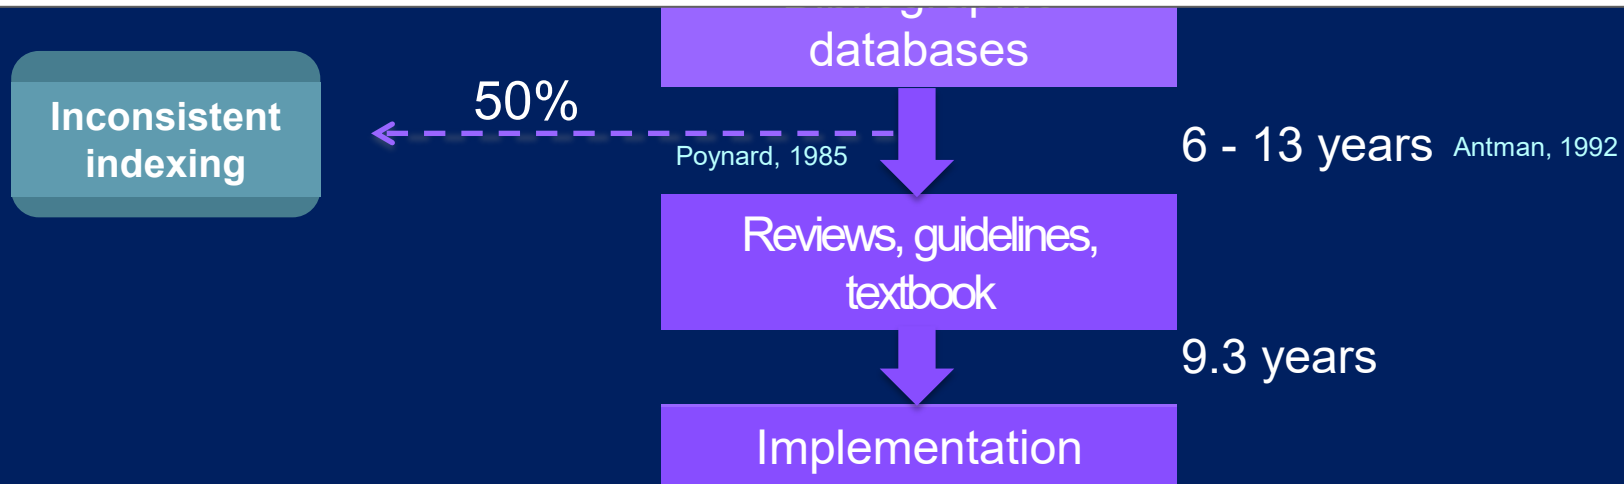 databases
Inconsistent
indexing
50%
Poynard, 1985
6 - 13 years Antman, 1992
Reviews, guidelines,
textbook
9.3 years
Implementation